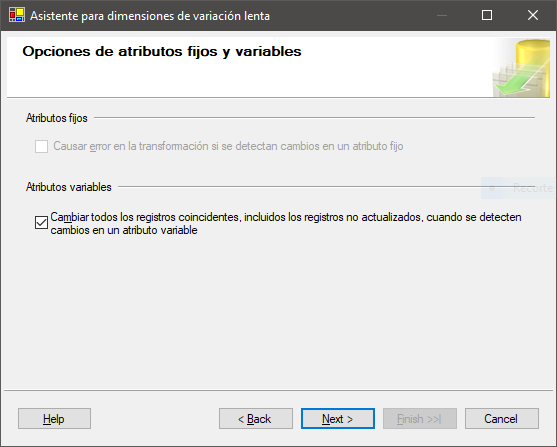 Asistente para dimensiones de variación lenta
Opciones de atributos fijos y variables
Atributos fijos
Causar error en la transformación si se detectan cambios en un atributo fijo
Atributos variables
Recorte
Cambiar todos los registros coincidentes, incluidos los registros no actualizados, cuando se detecten
cambios en un atributo variable
Help
< Back
Next >
Finish >>|
Cancel